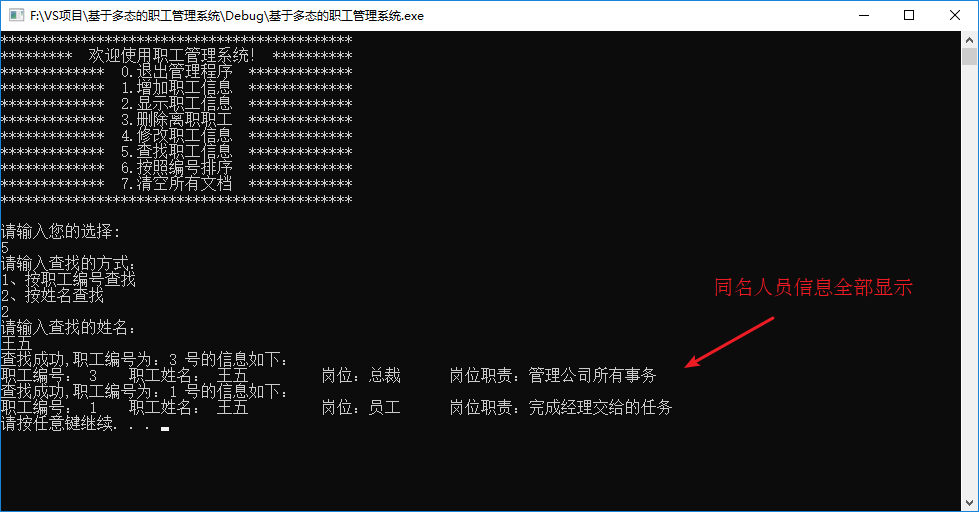 F:\VS项目\基于多态的职工管理系统\Debug\基于多态的职工管理系统.exe
********************************************
*********  欢迎使用职工管理系统!  **********
*************  0.退出管理程序  *************
*************  1.增加职工信息  *************
*************  2.显示职工信息  *************
*************  3.删除离职职工  *************
*************  4.修改职工信息  *************
*************  5.查找职工信息  *************
*************  6.按照编号排序  *************
*************  7.清空所有文档  *************
********************************************
请输入您的选择:
5
请输入查找的方式:
1、按职工编号查找
2、按姓名查找
2
请输入查找的姓名:
王五
同名人员信息全部显示
查找成功,职工编号为: 3 号的信息如下:
职工编号: 3    职工姓名: 王五         岗位: 总裁      岗位职责: 管理公司所有事务
查找成功,职工编号为: 1 号的信息如下:
职工编号: 1    职工姓名: 王五         岗位: 员工      岗位职责: 完成经理交给的任务
请按任意键继续. . .